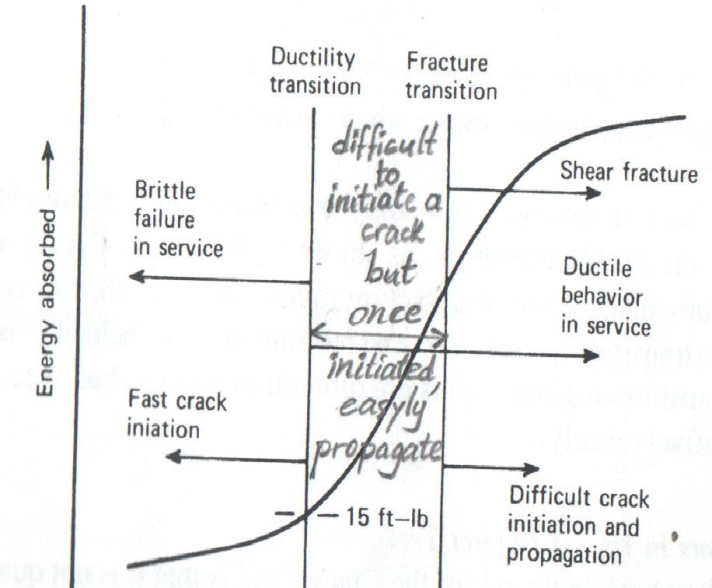 Ductility
transition
Fracture
transition
difficult
to
initiate a
crack
but
once
initiated
easyly
propagate
Energy absorbed
Brittle
failure
in service
Fast crack
iniation
Shear fracture
Ductile
behavior
in service
Difficult crack
initiation and
propagation
15 ft–lb